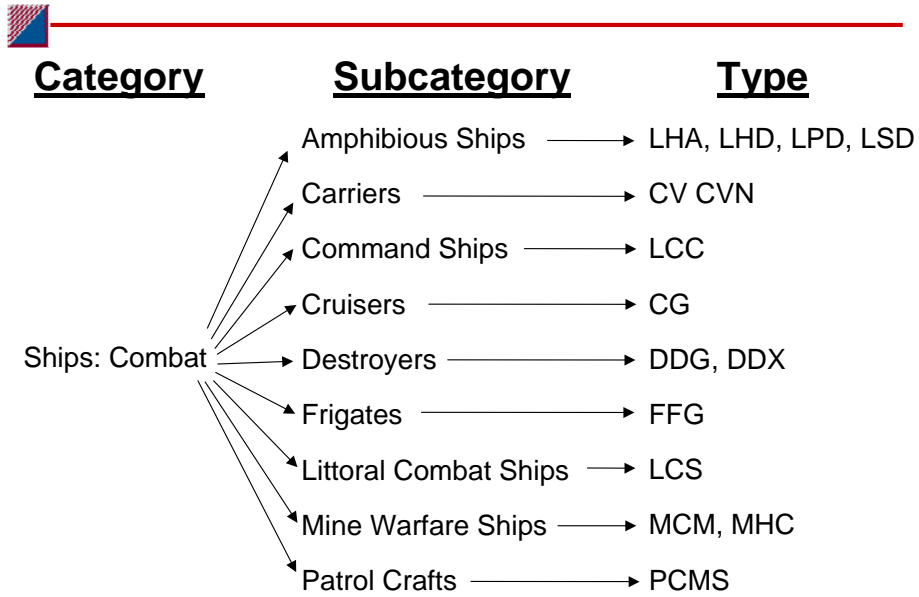 Category Subcategory Type
Amphibious Ships LHA, LHD, LPD, LSD
Carriers CV CVN
Command Ships LCC
Cruisers CG
Ships: Combat Destroyers DDG, DDX
Frigates FFG
Littoral Combat Ships LCS
Mine Warfare Ships MCM, MHC
Patrol Crafts PCMS